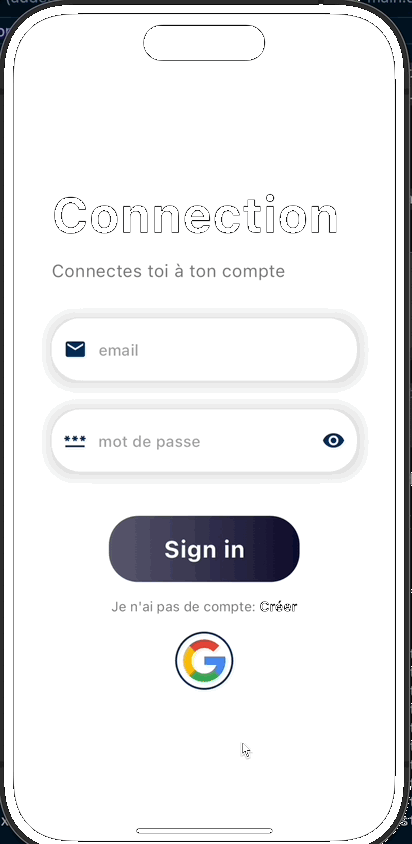 Connection
Connectes toi à ton compte
email
mot de passe
Sign in
Je n'ai pas de compte: Créer